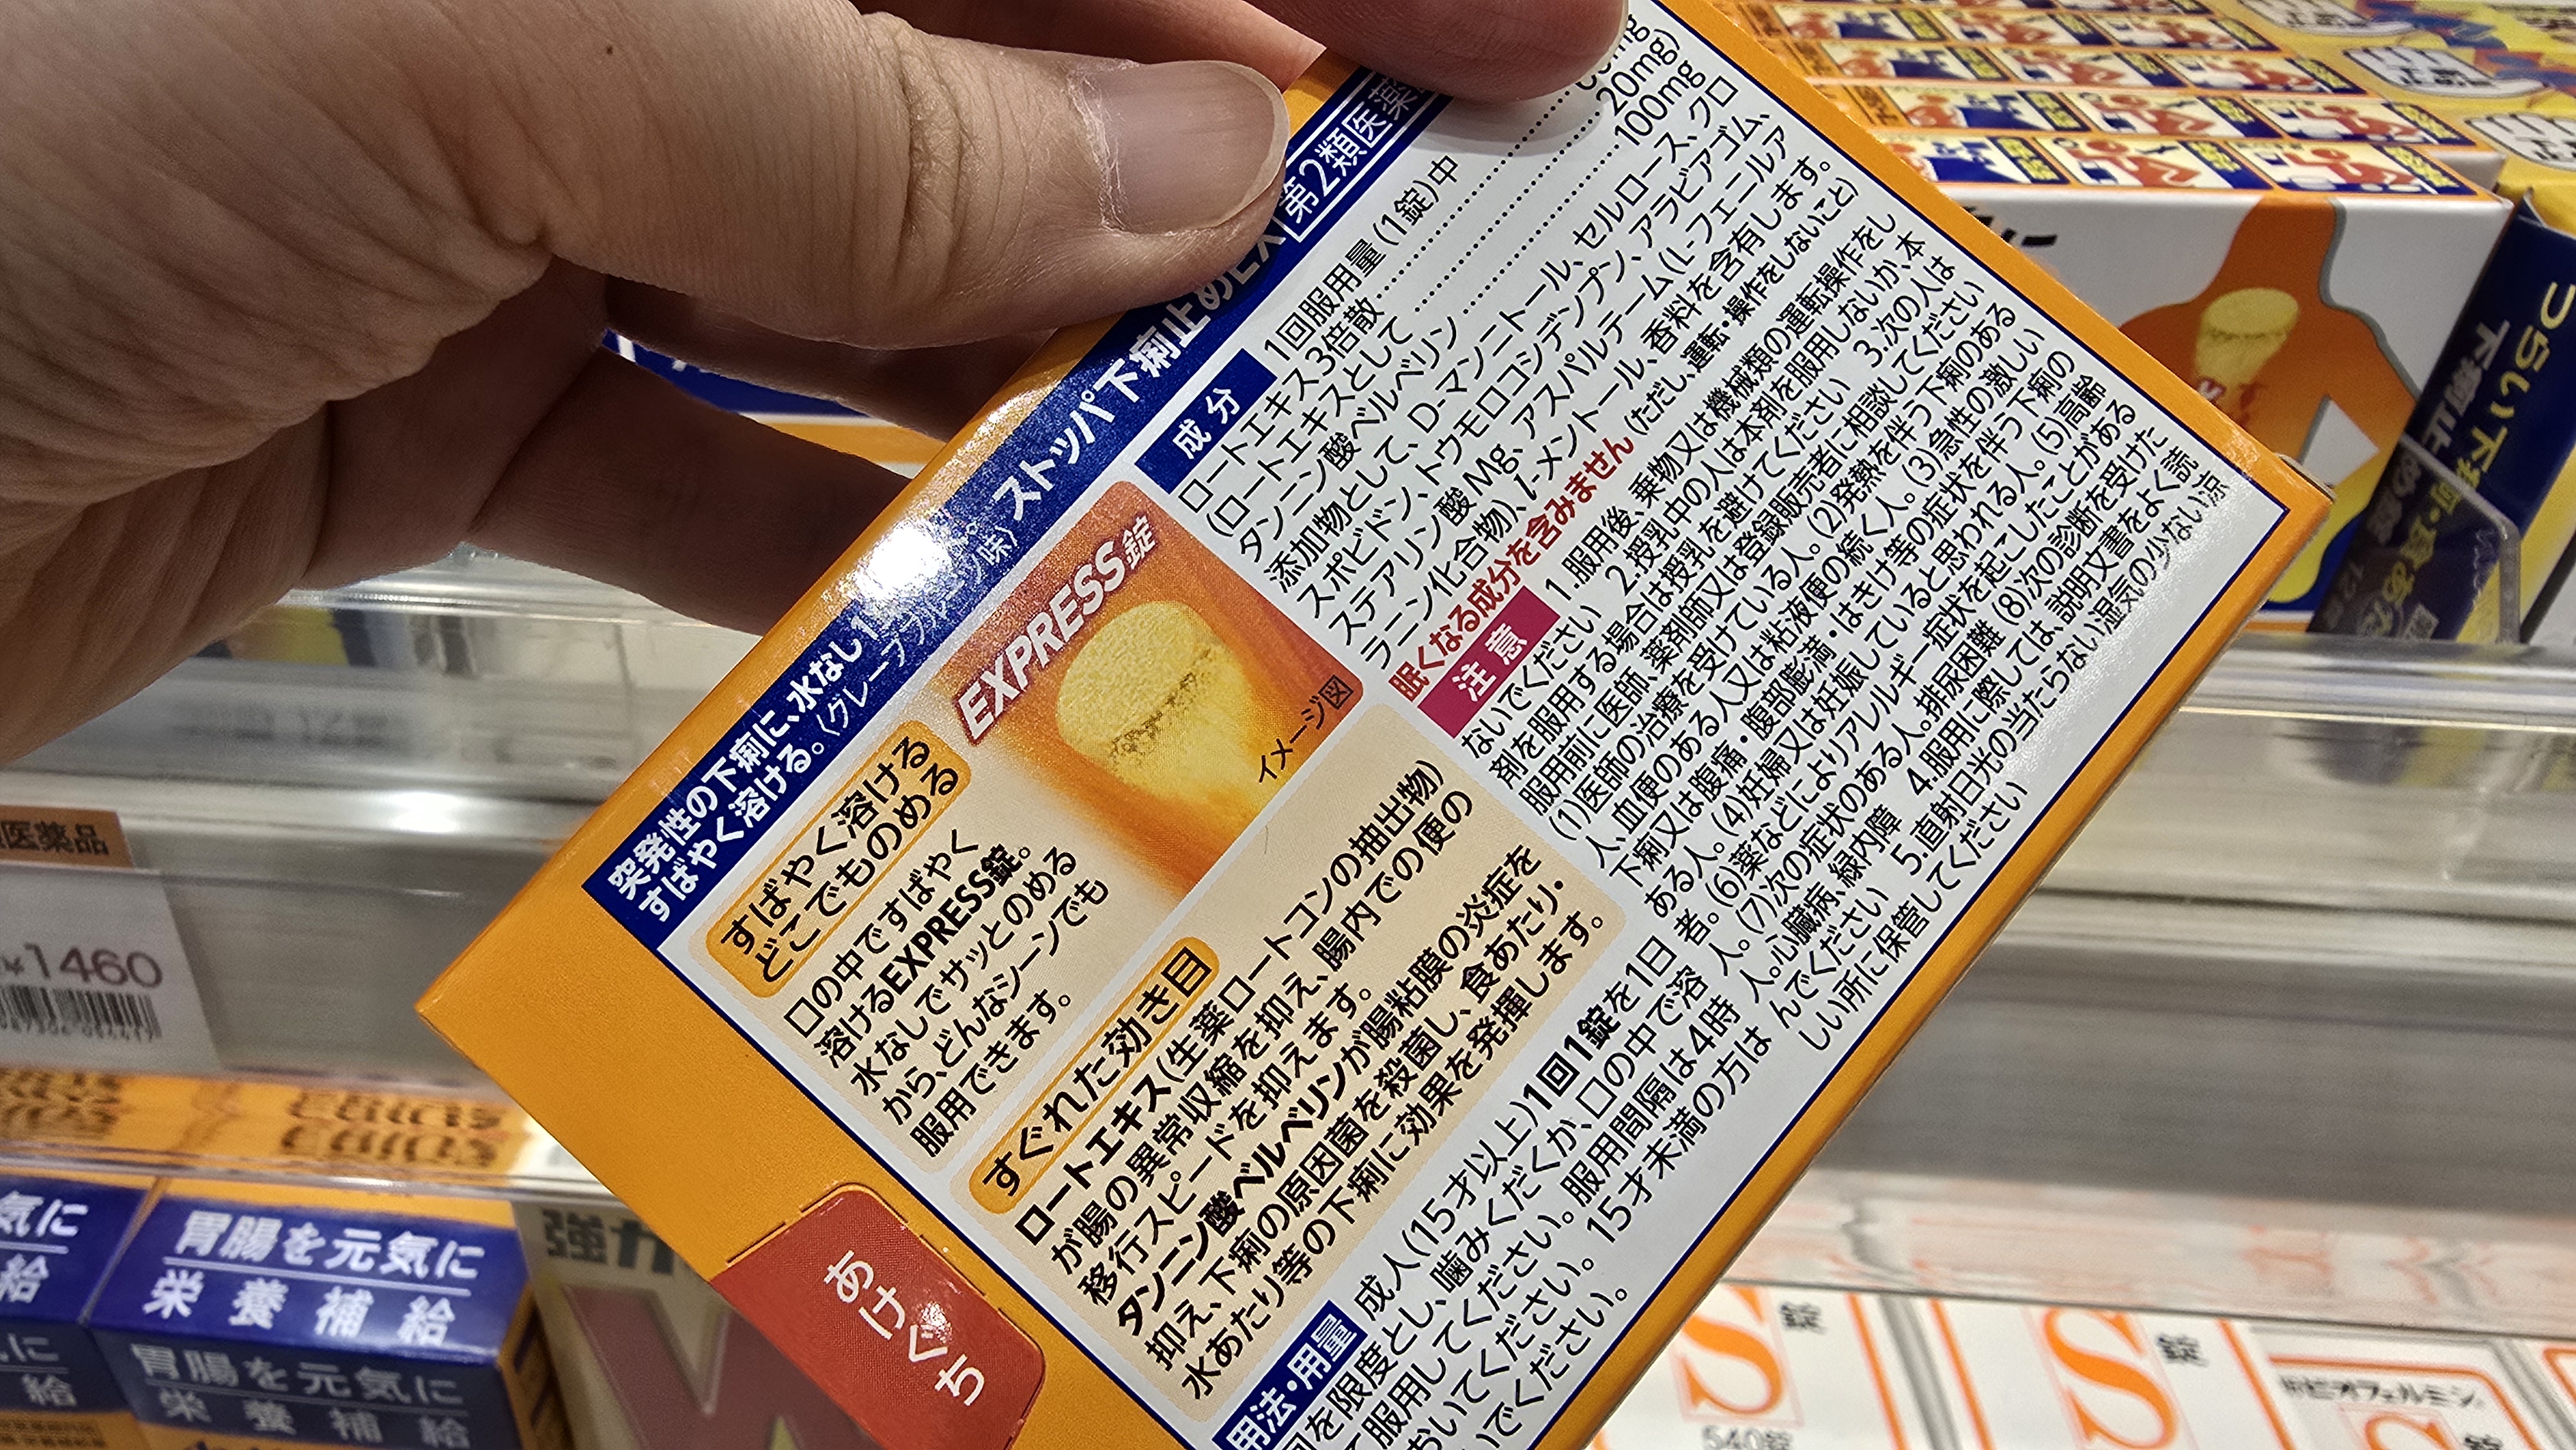 突発性の下痢に、水なし1
すばやく溶ける。(グレープフルーツ味) ストッパ下痢止めEX 第2類医薬
すばやく溶ける
どこでものめる
口の中ですばやく
溶けるEXPRESS錠。
水なしでサッとのめる
から、どんなシーンでも
服用できます。
EXPRESS錠
イメージ図
すぐれた効き目
ロートエキス(生薬ロートコンの抽出物)
が腸の異常収縮を抑え、腸内での便の
移行スピードを抑えます。
タンニン酸ベルベリンが腸粘膜の炎症を
抑え、下痢の原因菌を殺菌し、食あたり・
水あたり等の下痢に効果を発揮します。
成分
1回服用量(1錠)中
ロートエキス3倍散
(ロートエキスとして 20mg)
タンニン酸ベルベリン 100mg
添加物として、D-マンニトール、セルロース、クロ
スポビドン、トウモロコシデンプン、アラビアゴム、
ステアリン酸Mg、アスパルテーム(L-フェニルア
ラニン化合物)、l-メントール、香料を含有します。
眠くなる成分を含みません(ただし、運転・操作をしないこと)
注意
1.服用後、乗物又は機械類の運転操作をし
ないでください 2.授乳中の人は本剤を服用しないか、本
剤を服用する場合は授乳を避けてください 3.次の人は
服用前に医師、薬剤師又は登録販売者に相談してください
(1)医師の治療を受けている人。(2)発熱を伴う下痢のある
人、血便のある人又は粘液便の続く人。(3)急性の激しい
下痢又は腹痛・腹部膨満・はきけ等の症状を伴う下痢の
ある人。(4)妊婦又は妊娠していると思われる人。(5)高齢
者。(6)薬などによりアレルギー症状を起こしたことがある
人。(7)次の症状のある人。排尿困難 (8)次の診断を受けた
人。心臓病、緑内障 4.服用に際しては、説明文書をよく読
んでください 5.直射日光の当たらない湿気の少ない涼
しい所に保管してください
用法・用量
成人(15才以上)1回1錠を1日
回を限度とし、噛みくだくか、口の中で溶
て服用してください。服用間隔は4時
おいてください。15才未満の方は
いでください。
あけぐち
医薬品
1460
胃腸を元気に
栄養補給
気に
給
胃腸を元気に
栄養補給
強力
つらい下痢
S
錠
540錠
S
錠